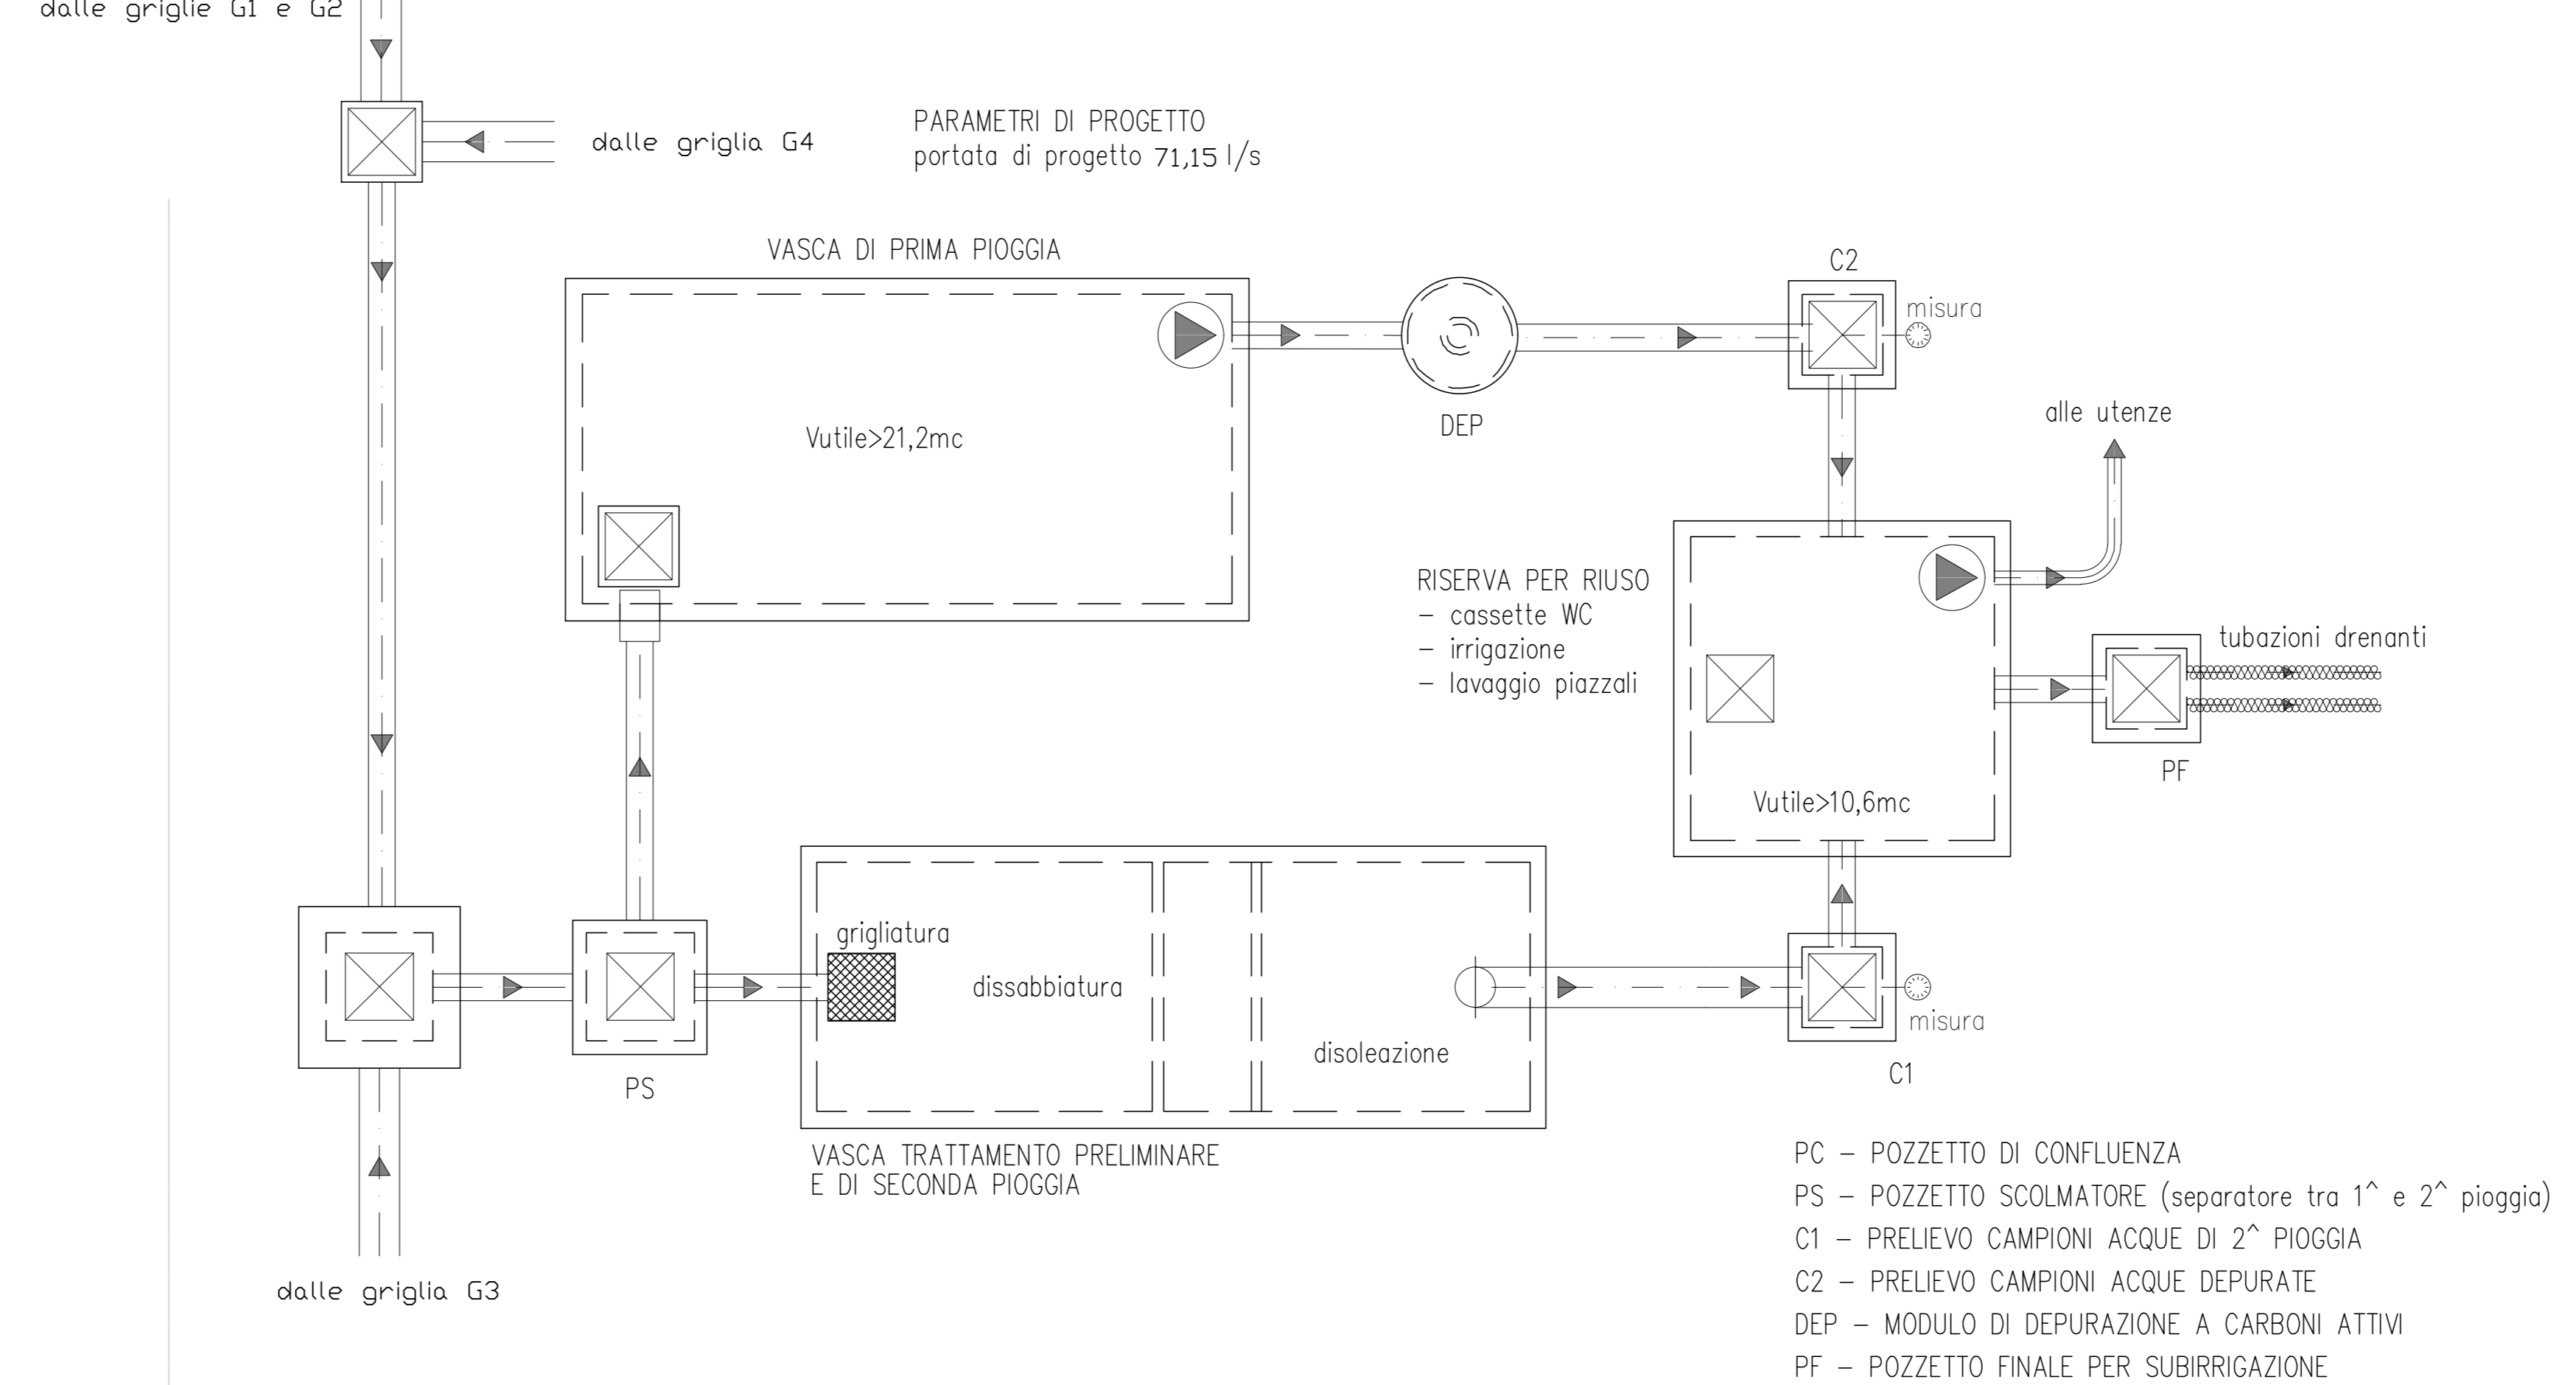 dalle griglie G1 e G2
dalle griglia G4
PARAMETRI DI PROGETTO
portata di progetto 71,15 l/s
VASCA DI PRIMA PIOGGIA
C2
misura
alle utenze
DEP
Vutile>21,2mc
RISERVA PER RIUSO
- cassette WC
- irrigazione
- lavaggio piazzali
tubazioni drenanti
PF
Vutile>10,6mc
grigliatura
dissabbiatura
disoleazione
misura
C1
PS
VASCA TRATTAMENTO PRELIMINARE
E DI SECONDA PIOGGIA
dalle griglia G3
PC - POZZETTO DI CONFLUENZA
PS - POZZETTO SCOLMATORE (separatore tra 1^ e 2^ pioggia)
C1 - PRELIEVO CAMPIONI ACQUE DI 2^ PIOGGIA
C2 - PRELIEVO CAMPIONI ACQUE DEPURATE
DEP - MODULO DI DEPURAZIONE A CARBONI ATTIVI
PF - POZZETTO FINALE PER SUBIRRIGAZIONE